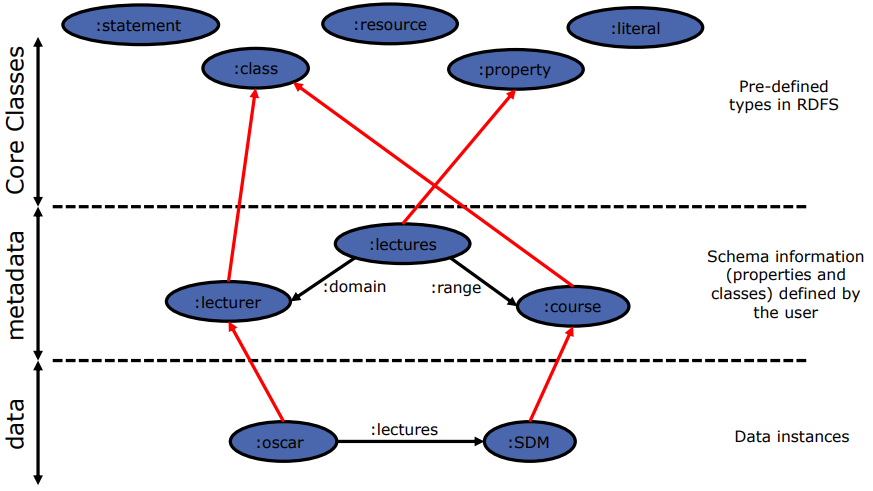 :statement
:resource
:literal
:class
:property
Core Classes
Pre-defined
types in RDFS
:lectures
metadata
:domain
:range
:lecturer
:course
Schema information
(properties and
classes) defined by
the user
data
:lectures
:oscar
:SDM
Data instances